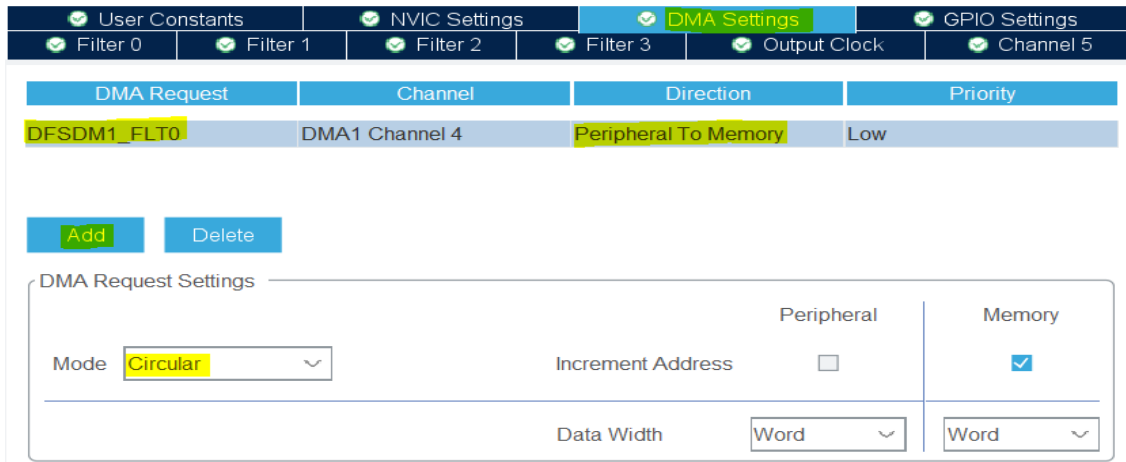 User Constants NVIC Settings DMA Settings GPIO Settings
Filter 0 Filter 1 Filter 2 Filter 3 Output Clock Channel 5
DMA Request Channel Direction Priority
DFSDM1_FLT0 DMA1 Channel 4 Peripheral To Memory Low
Add Delete
DMA Request Settings
Peripheral Memory
Mode Circular Increment Address
Data Width Word Word